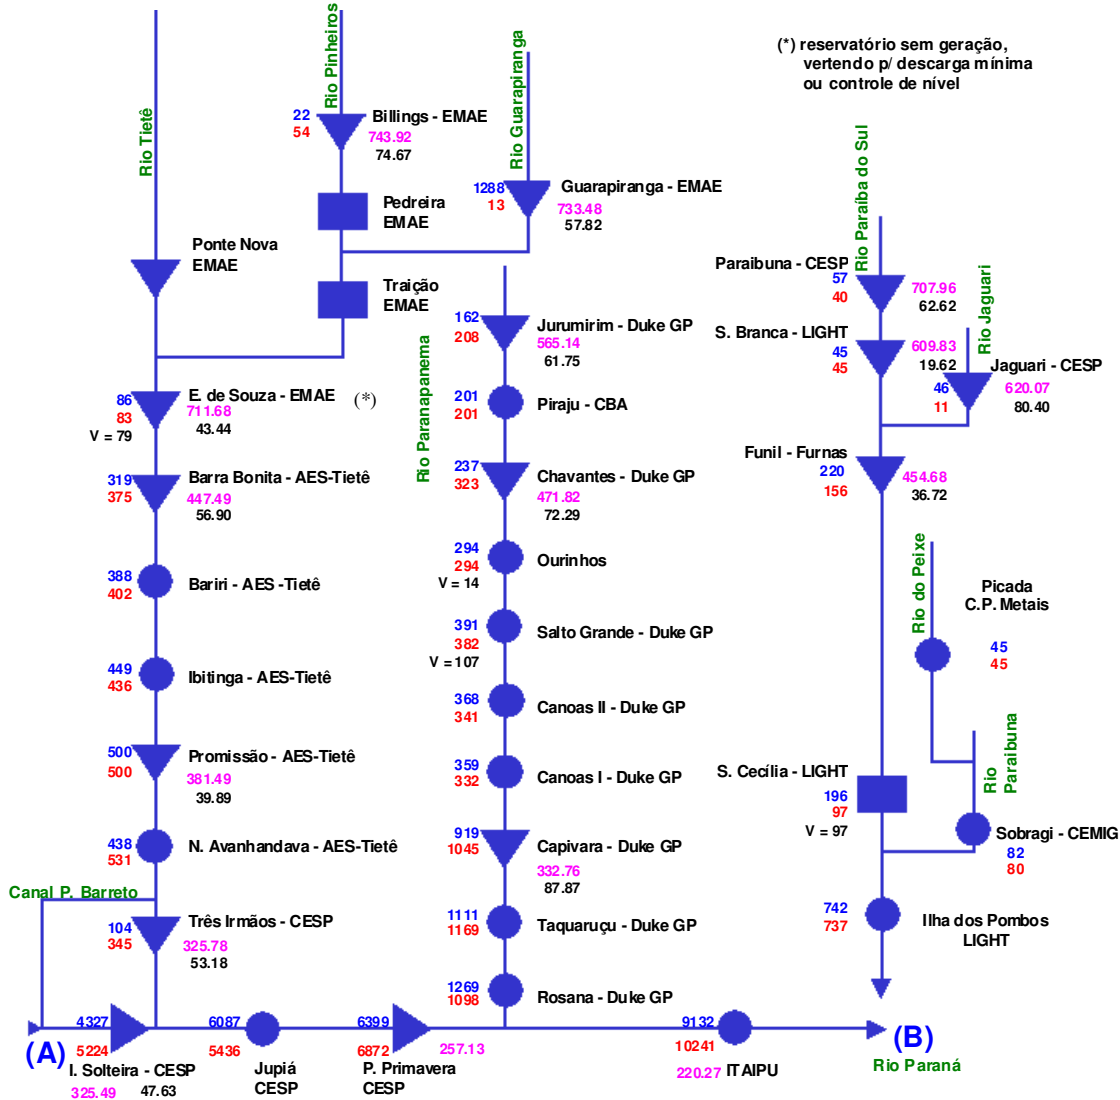 (*) reservatório sem geração,
vertendo p/ descarga mínima
ou controle de nível
Rio Tietê
Rio Pinheiros
Rio Guarapiranga
22
54
Billings - EMAE
743.92
74.67
Pedreira
EMAE
1288
13
Guarapiranga - EMAE
733.48
57.82
Ponte Nova
EMAE
Traição
EMAE
86
83
V = 79
E. de Souza - EMAE (*)
711.68
43.44
319
375
Barra Bonita - AES-Tietê
447.49
56.90
388
402
Bariri - AES -Tietê
449
436
Ibitinga - AES-Tietê
500
500
Promissão - AES-Tietê
381.49
39.89
438
531
N. Avanhandava - AES-Tietê
Canal P. Barreto
104
345
Três Irmãos - CESP
325.78
53.18
Rio Paranapanema
162
208
Jurumirim - Duke GP
565.14
61.75
201
201
Piraju - CBA
237
323
Chavantes - Duke GP
471.82
72.29
294
294
V = 14
Ourinhos
391
382
V = 107
Salto Grande - Duke GP
368
341
Canoas II - Duke GP
359
332
Canoas I - Duke GP
919
1045
Capivara - Duke GP
332.76
87.87
1111
1169
Taquaruçu - Duke GP
1269
1098
Rosana - Duke GP
Rio Paraíba do Sul
Paraibuna - CESP
57
40
707.96
62.62
Rio Jaguari
S. Branca - LIGHT
45
45
609.83
19.62
Jaguari - CESP
46
11
620.07
80.40
Funil - Furnas
220
156
454.68
36.72
Rio do Peixe
Picada
C.P. Metais
45
45
Rio
Paraibuna
S. Cecília - LIGHT
196
97
V = 97
Sobragi - CEMIG
82
80
742
737
Ilha dos Pombos
LIGHT
(A)
4327
5224
I. Solteira - CESP
325.49
47.63
6087
5436
Jupiá
CESP
6399
6872
P. Primavera
CESP
257.13
9132
10241
220.27 ITAIPU
(B)
Rio Paraná